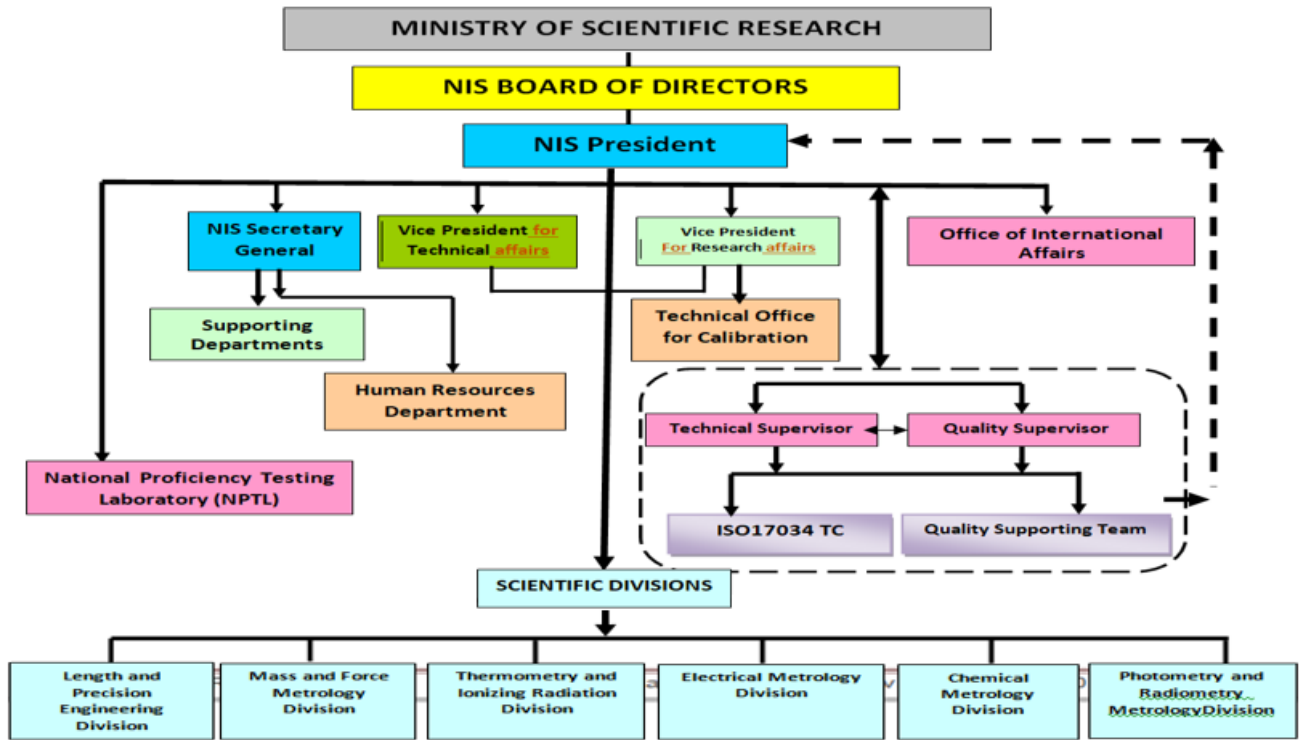 MINISTRY OF SCIENTIFIC RESEARCH
NIS BOARD OF DIRECTORS
NIS President
NIS Secretary
General
Vice President for
Technical affairs
Vice President
For Research affairs
Office of International
Affairs
Supporting
Departments
Technical Office
for Calibration
Human Resources
Department
Technical Supervisor
Quality Supervisor
National Proficiency Testing
Laboratory (NPTL)
ISO17034 TC
Quality Supporting Team
SCIENTIFIC DIVISIONS
Length and
Precision
Engineering
Division
Mass and Force
Metrology
Division
Thermometry and
Ionizing Radiation
Division
Electrical Metrology
Division
Chemical
Metrology
Division
Photometry and
Radiometry
MetrologyDivision